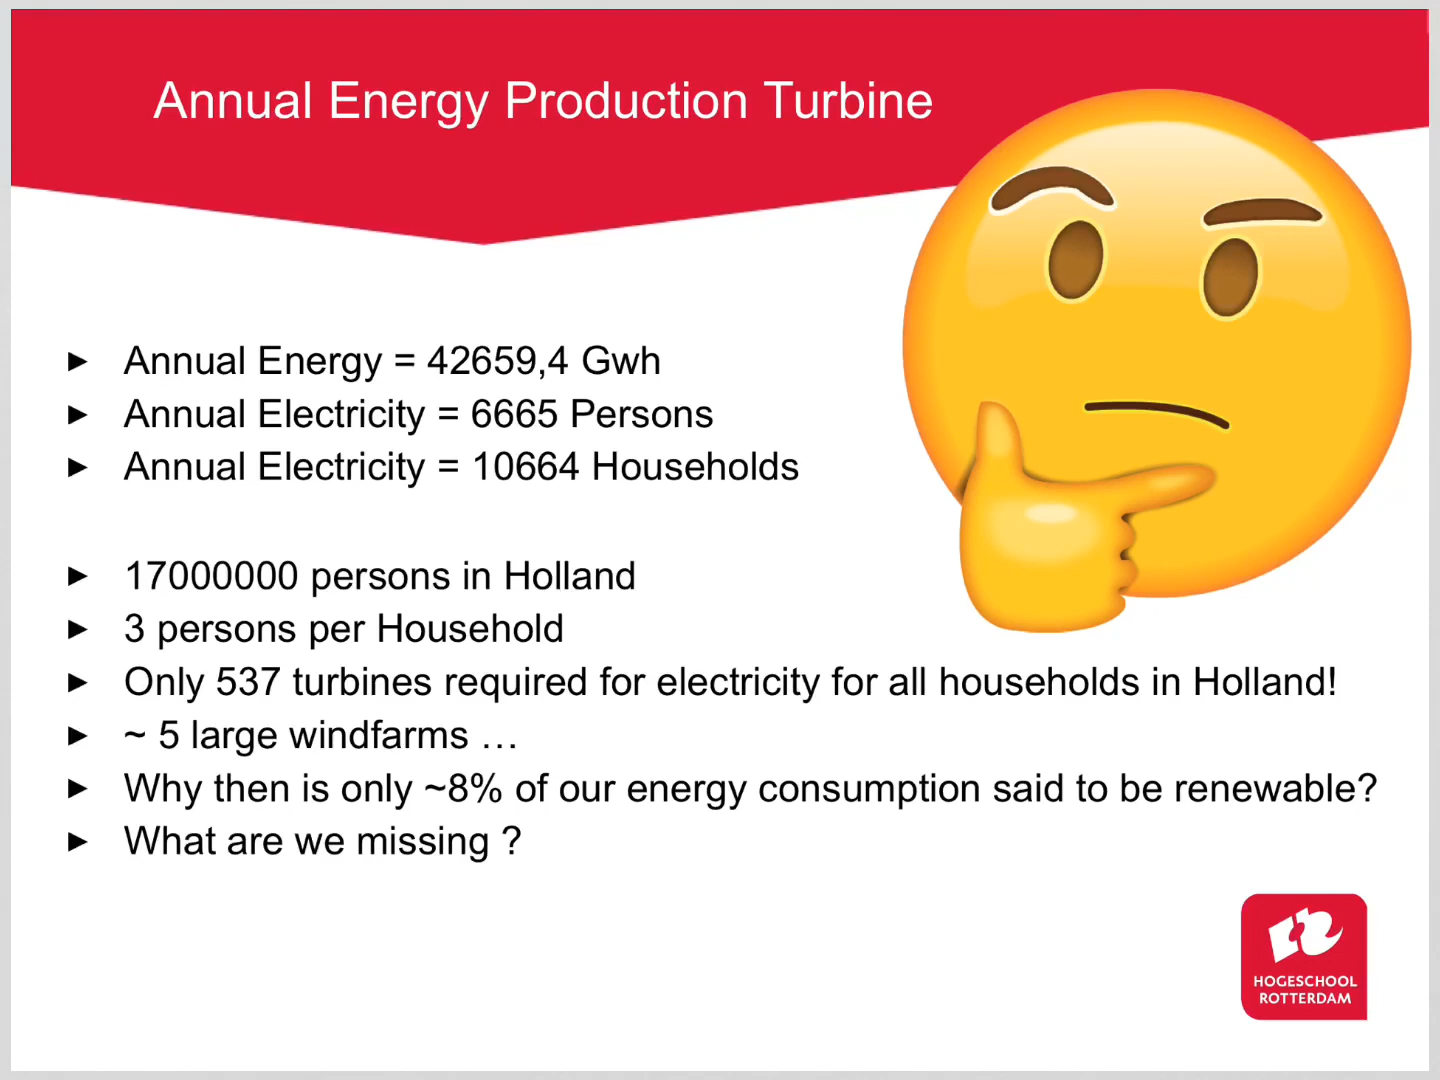 Annual Energy Production Turbine
► Annual Energy = 42659,4 Gwh
► Annual Electricity = 6665 Persons
► Annual Electricity = 10664 Households
► 17000000 persons in Holland
► 3 persons per Household
► Only 537 turbines required for electricity for all households in Holland!
► ~ 5 large windfarms …
► Why then is only ~8% of our energy consumption said to be renewable?
► What are we missing ?
HOGESCHOOL
ROTTERDAM